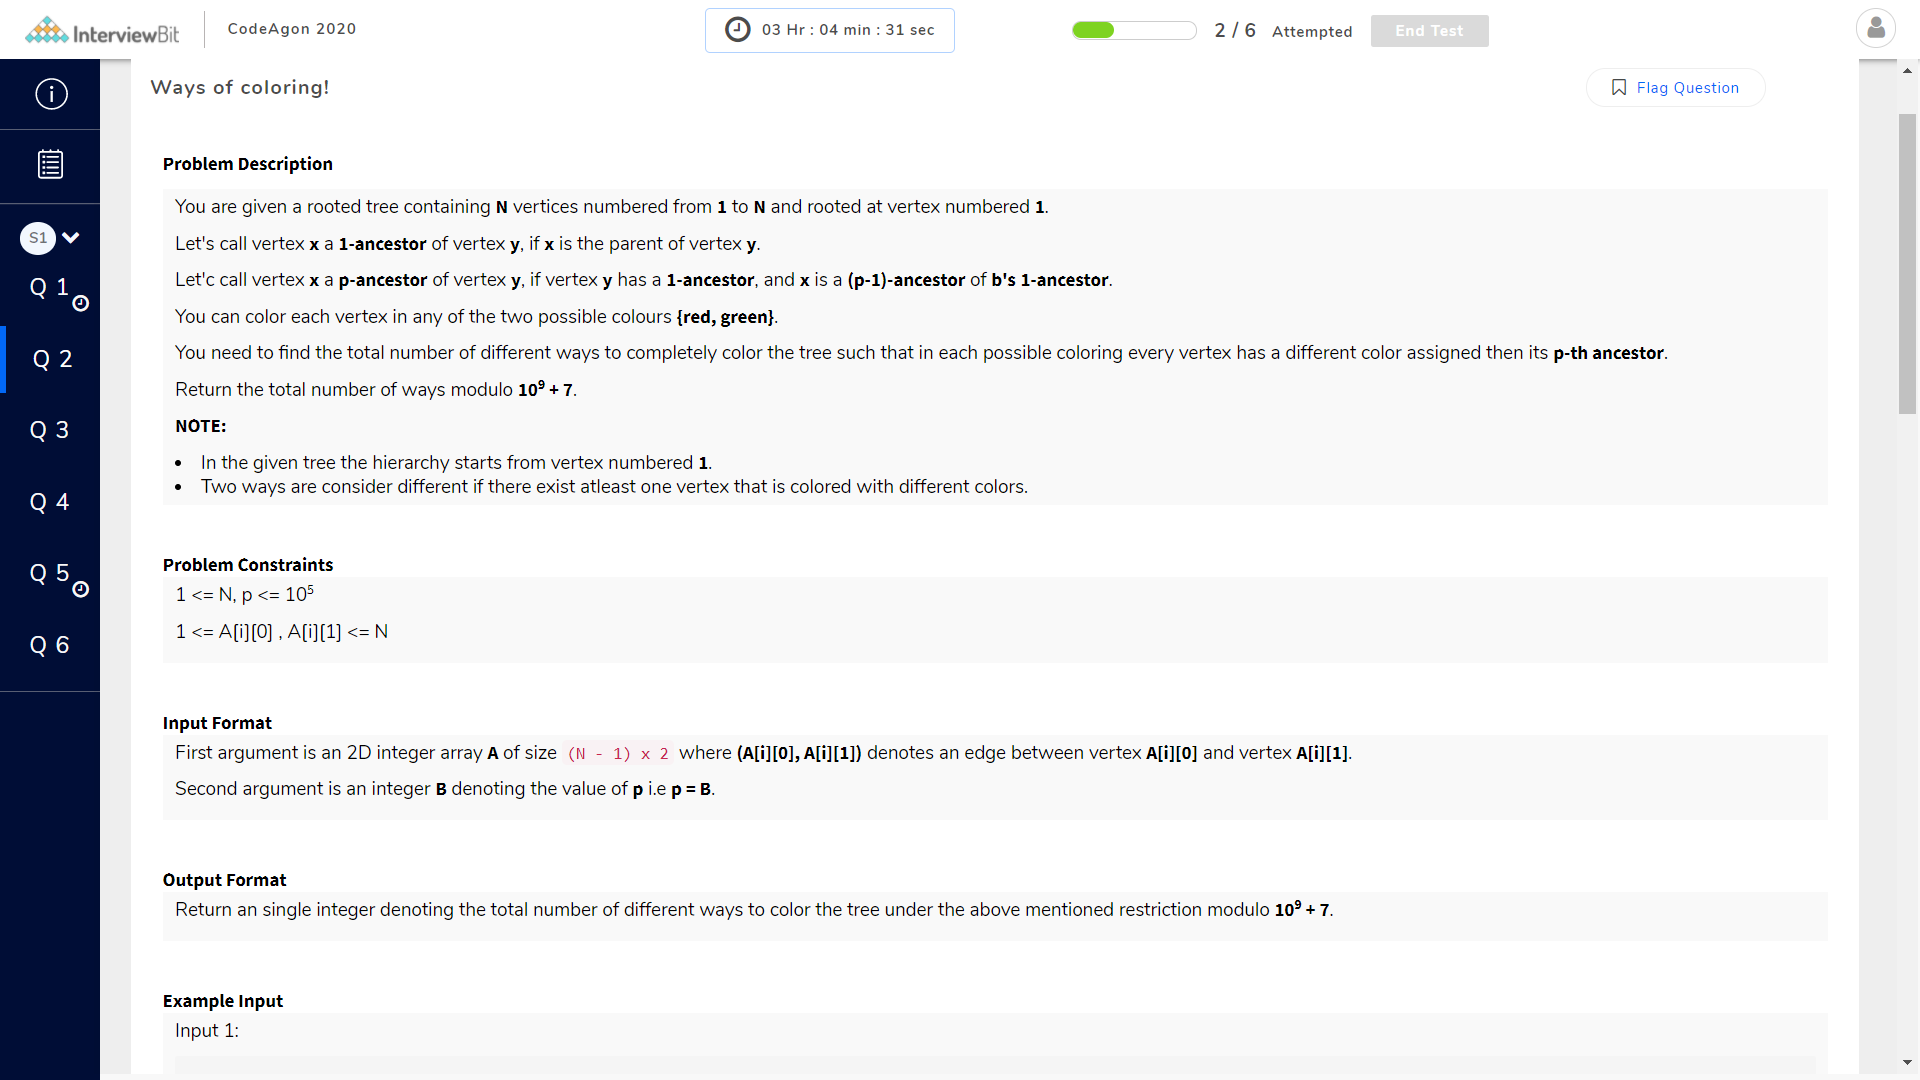 InterviewBit
CodeAgon 2020
03 Hr : 04 min : 31 sec
2 / 6 Attempted
End Test
Ways of coloring!
Flag Question
S1
Q 1
Q 2
Q 3
Q 4
Q 5
Q 6
Problem Description
You are given a rooted tree containing N vertices numbered from 1 to N and rooted at vertex numbered 1.
Let's call vertex x a 1-ancestor of vertex y, if x is the parent of vertex y.
Let'c call vertex x a p-ancestor of vertex y, if vertex y has a 1-ancestor, and x is a (p-1)-ancestor of b's 1-ancestor.
You can color each vertex in any of the two possible colours {red, green}.
You need to find the total number of different ways to completely color the tree such that in each possible coloring every vertex has a different color assigned then its p-th ancestor.
Return the total number of ways modulo 10⁹ + 7.
NOTE:
• In the given tree the hierarchy starts from vertex numbered 1.
• Two ways are consider different if there exist atleast one vertex that is colored with different colors.
Problem Constraints
1 <= N, p <= 10⁵
1 <= A[i][0] , A[i][1] <= N
Input Format
First argument is an 2D integer array A of size (N - 1) x 2 where (A[i][0], A[i][1]) denotes an edge between vertex A[i][0] and vertex A[i][1].
Second argument is an integer B denoting the value of p i.e p = B.
Output Format
Return an single integer denoting the total number of different ways to color the tree under the above mentioned restriction modulo 10⁹ + 7.
Example Input
Input 1: